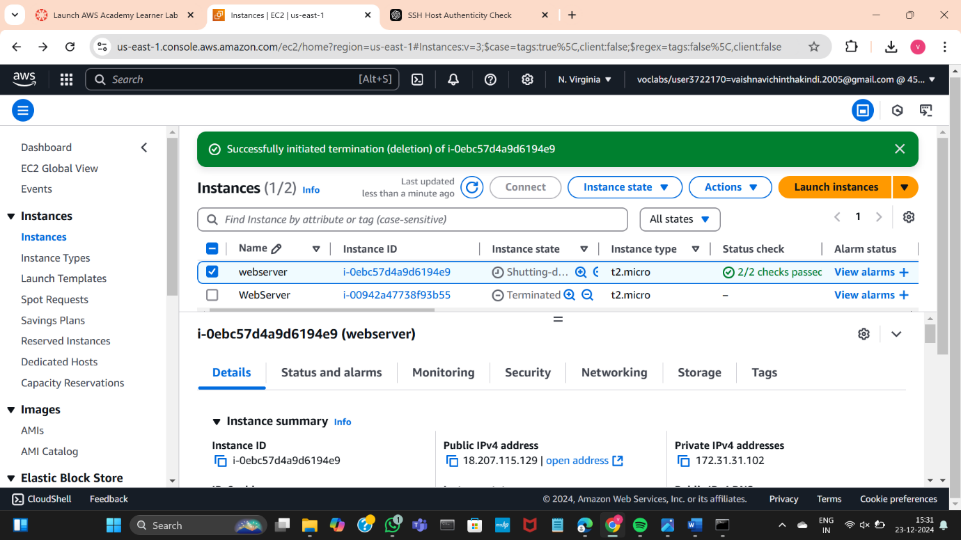 Launch AWS Academy Learner Lab
Instances | EC2 | us-east-1
SSH Host Authenticity Check
us-east-1.console.aws.amazon.com/ec2/home?region=us-east-1#Instances:v=3;$case=tags:true%5C,client:false;$regex=tags:false%5C,client:false
v
aws
Search
[Alt+S]
N. Virginia
voclabs/user3722170=vaishnavichinthakindi.2005@gmail.com @ 45...
Dashboard
EC2 Global View
Events
Instances
Instances
Instance Types
Launch Templates
Spot Requests
Savings Plans
Reserved Instances
Dedicated Hosts
Capacity Reservations
Images
AMIs
AMI Catalog
Elastic Block Store
Successfully initiated termination (deletion) of i-0ebc57d4a9d6194e9
Instances (1/2) Info
Last updated
less than a minute ago
Connect
Instance state
Actions
Launch instances
Find Instance by attribute or tag (case-sensitive)
All states
1
Name Instance ID Instance state Instance type Status check Alarm status
webserver i-0ebc57d4a9d6194e9 Shutting-d... t2.micro 2/2 checks passed View alarms +
WebServer i-00942a47738f93b55 Terminated t2.micro – View alarms +
i-0ebc57d4a9d6194e9 (webserver)
Details Status and alarms Monitoring Security Networking Storage Tags
Instance summary Info
Instance ID
i-0ebc57d4a9d6194e9
Public IPv4 address
18.207.115.129 | open address
Private IPv4 addresses
172.31.31.102
CloudShell
Feedback
© 2024, Amazon Web Services, Inc. or its affiliates.
Privacy
Terms
Cookie preferences
Search
ENG
IN
15:31
23-12-2024